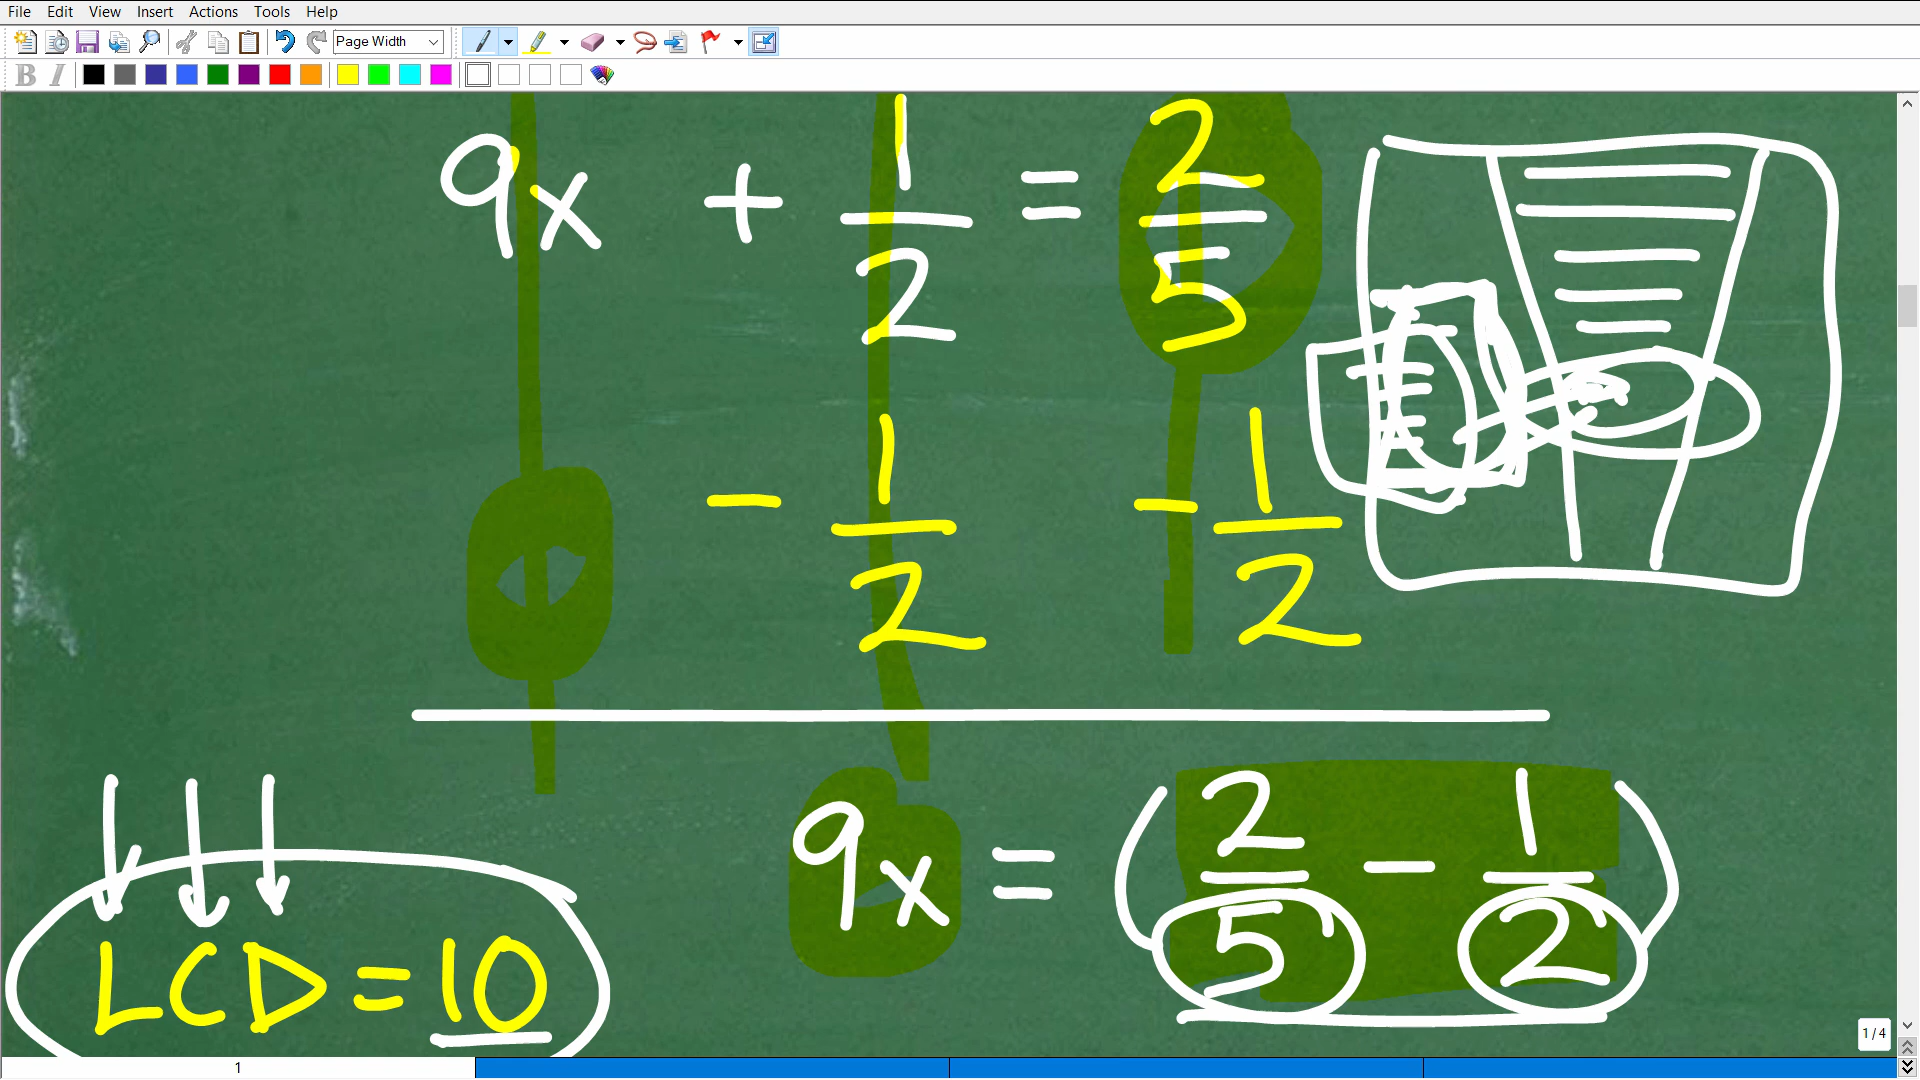 File Edit View Insert Actions Tools Help
Page Width
B I
9x + 1/2 = 2/5
- 1/2 - 1/2
9x = (2/5 - 1/2)
LCD = 10
1 / 4
1